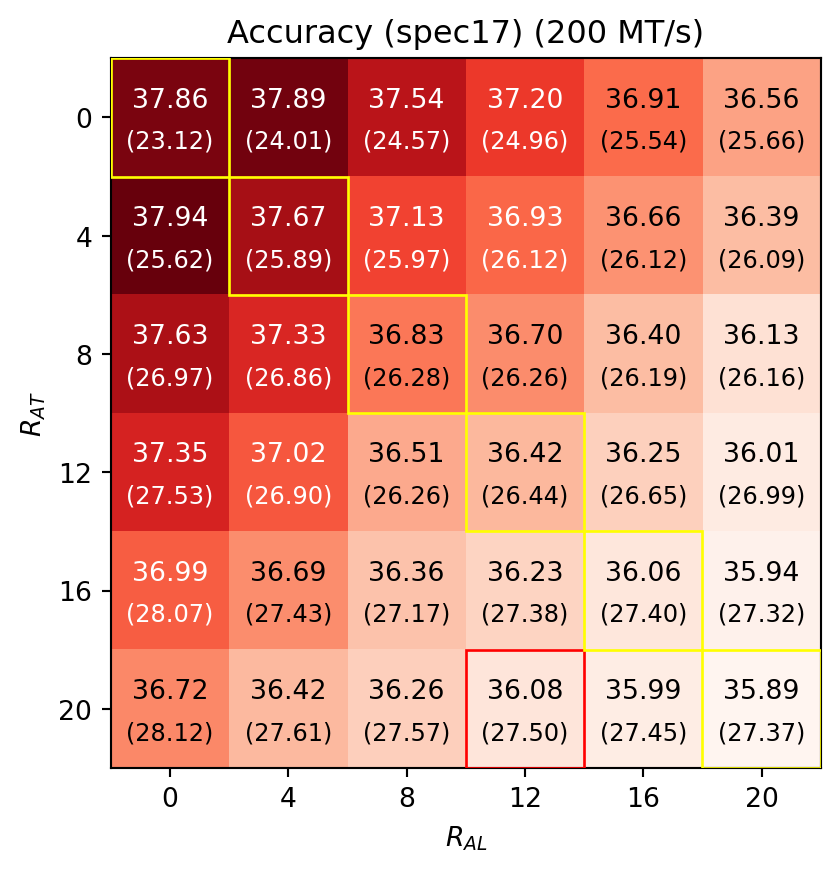 Accuracy (spec17) (200 MT/s)
0
37.86 37.89 37.54 37.20 36.91 36.56
(23.12) (24.01) (24.57) (24.96) (25.54) (25.66)
4
37.94 37.67 37.13 36.93 36.66 36.39
(25.62) (25.89) (25.97) (26.12) (26.12) (26.09)
8
37.63 37.33 36.83 36.70 36.40 36.13
(26.97) (26.86) (26.28) (26.26) (26.19) (26.16)
12
37.35 37.02 36.51 36.42 36.25 36.01
(27.53) (26.90) (26.26) (26.44) (26.65) (26.99)
16
36.99 36.69 36.36 36.23 36.06 35.94
(28.07) (27.43) (27.17) (27.38) (27.40) (27.32)
20
36.72 36.42 36.26 36.08 35.99 35.89
(28.12) (27.61) (27.57) (27.50) (27.45) (27.37)
R_{AT}
0 4 8 12 16 20
R_{AL}